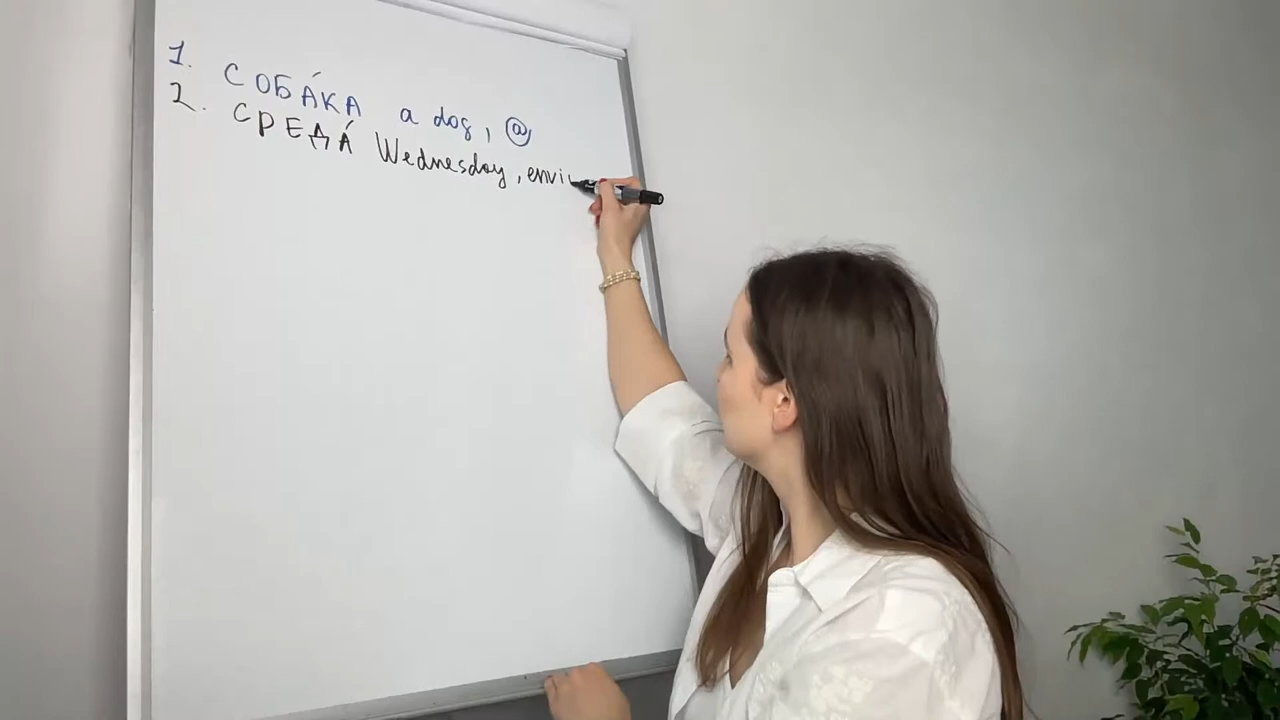 1. СОБА́КА a dog, @
2. СРЕДА́ Wednesday, envi